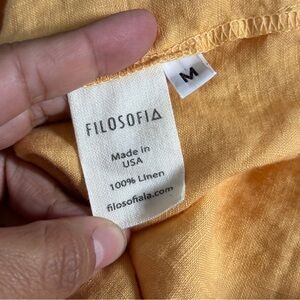 M
FILOSOFIA
Made in
USA
100% Linen
filosofiala.com